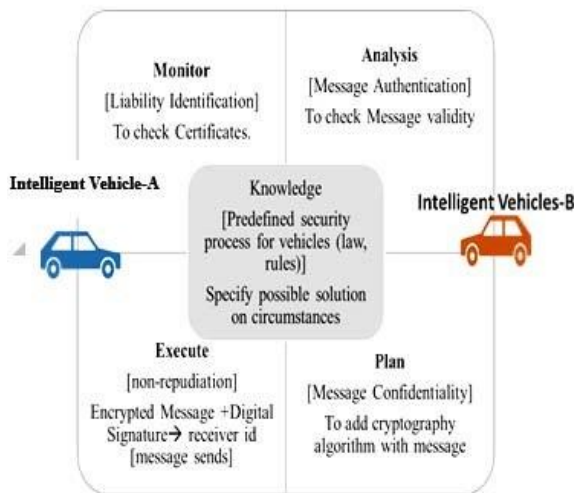 Monitor
[Liability Identification]
To check Certificates.
Analysis
[Message Authentication]
To check Message validity
Intelligent Vehicle-A
Knowledge
[Predefined security
process for vehicles (law,
rules)]
Specify possible solution
on circumstances
Intelligent Vehicles-B
Execute
[non-repudiation]
Encrypted Message +Digital
Signature→ receiver id
[message sends]
Plan
[Message Confidentiality]
To add cryptography
algorithm with message